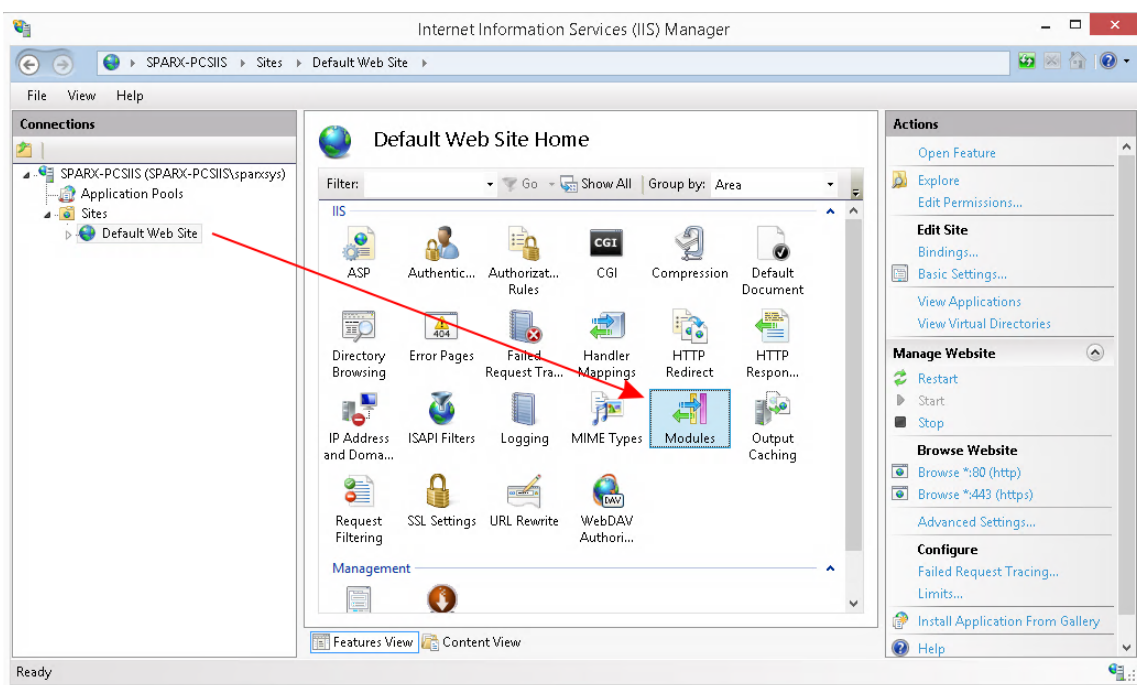 Internet Information Services (IIS) Manager
SPARX-PCSIIS Sites Default Web Site
File View Help
Connections
SPARX-PCSIIS (SPARX-PCSIIS\sparxsys)
Application Pools
Sites
Default Web Site
Default Web Site Home
Filter: Go Show All Group by: Area
IIS
ASP Authentic... Authorizat... CGI Compression Default
Rules Document
404
Directory Error Pages Failed Handler HTTP HTTP
Browsing Request Tra... Mappings Redirect Respon...
IP Address ISAPI Filters Logging MIME Types Modules Output
and Doma... Caching
DAV
Request SSL Settings URL Rewrite WebDAV
Filtering Authori...
Management
Features View Content View
Actions
Open Feature
Explore
Edit Permissions...
Edit Site
Bindings...
Basic Settings...
View Applications
View Virtual Directories
Manage Website
Restart
Start
Stop
Browse Website
Browse *:80 (http)
Browse *:443 (https)
Advanced Settings...
Configure
Failed Request Tracing...
Limits...
Install Application From Gallery
Help
Ready